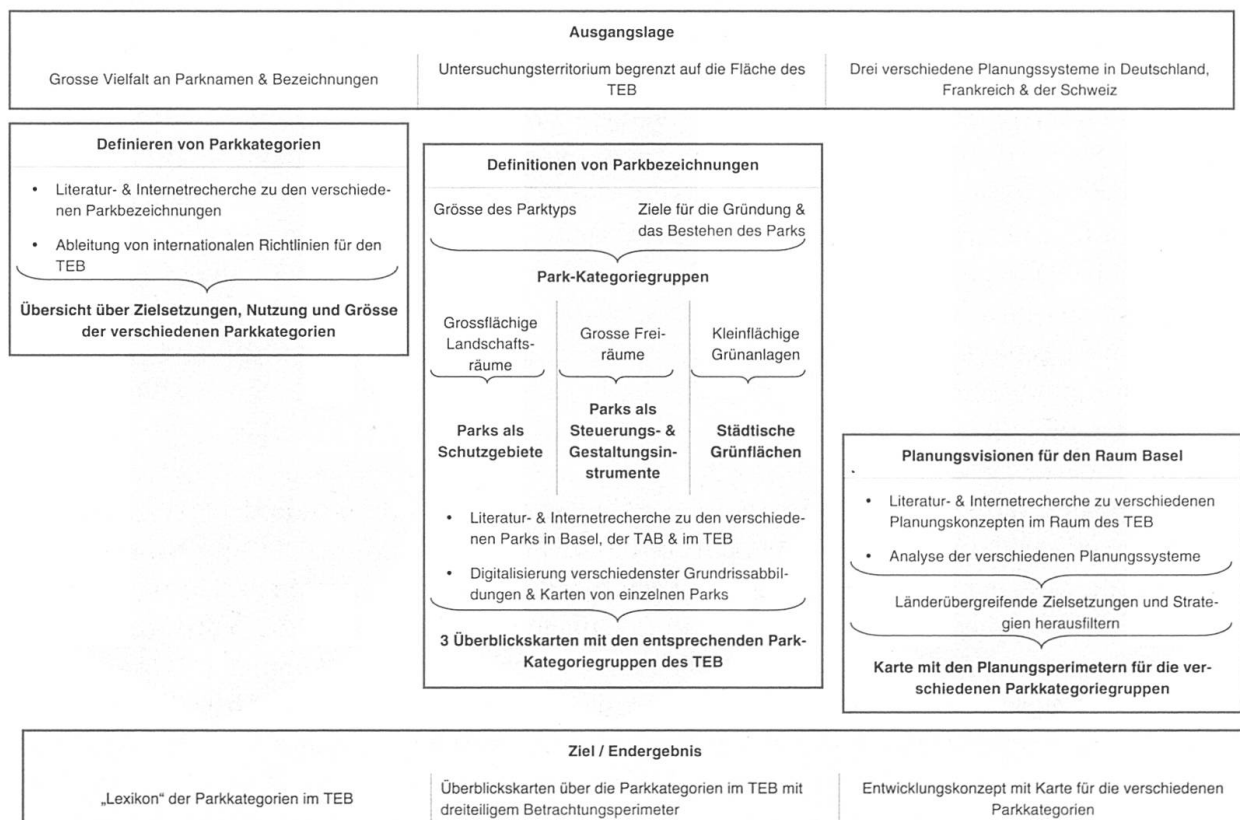 Ausgangslage
Grosse Vielfalt an Parknamen & Bezeichnungen
Untersuchungsterritorium begrenzt auf die Fläche des
TEB
Drei verschiedene Planungssysteme in Deutschland,
Frankreich & der Schweiz
Definieren von Parkkategorien
• Literatur- & Internetrecherche zu den verschiede-
nen Parkbezeichnungen
• Ableitung von internationalen Richtlinien für den
TEB
Übersicht über Zielsetzungen, Nutzung und Grösse
der verschiedenen Parkkategorien
Definitionen von Parkbezeichnungen
Grösse des Parktyps
Ziele für die Gründung &
das Bestehen des Parks
Park-Kategoriegruppen
Grossflächige
Landschafts-
räume
Grosse Frei-
räume
Kleinflächige
Grünanlagen
Parks als
Schutzgebiete
Parks als
Steuerungs- &
Gestaltungsin-
strumente
Städtische
Grünflächen
• Literatur- & Internetrecherche zu den verschiede-
nen Parks in Basel, der TAB & im TEB
• Digitalisierung verschiedenster Grundrissabbil-
dungen & Karten von einzelnen Parks
3 Überblickskarten mit den entsprechenden Park-
Kategoriegruppen des TEB
Planungsvisionen für den Raum Basel
• Literatur- & Internetrecherche zu verschiedenen
Planungskonzepten im Raum des TEB
• Analyse der verschiedenen Planungssysteme
Länderübergreifende Zielsetzungen und Strate-
gien herausfiltern
Karte mit den Planungsperimetern für die ver-
schiedenen Parkkategoriegruppen
Ziel / Endergebnis
„Lexikon“ der Parkkategorien im TEB
Überblickskarten über die Parkkategorien im TEB mit
dreiteiligem Betrachtungsperimeter
Entwicklungskonzept mit Karte für die verschiedenen
Parkkategorien